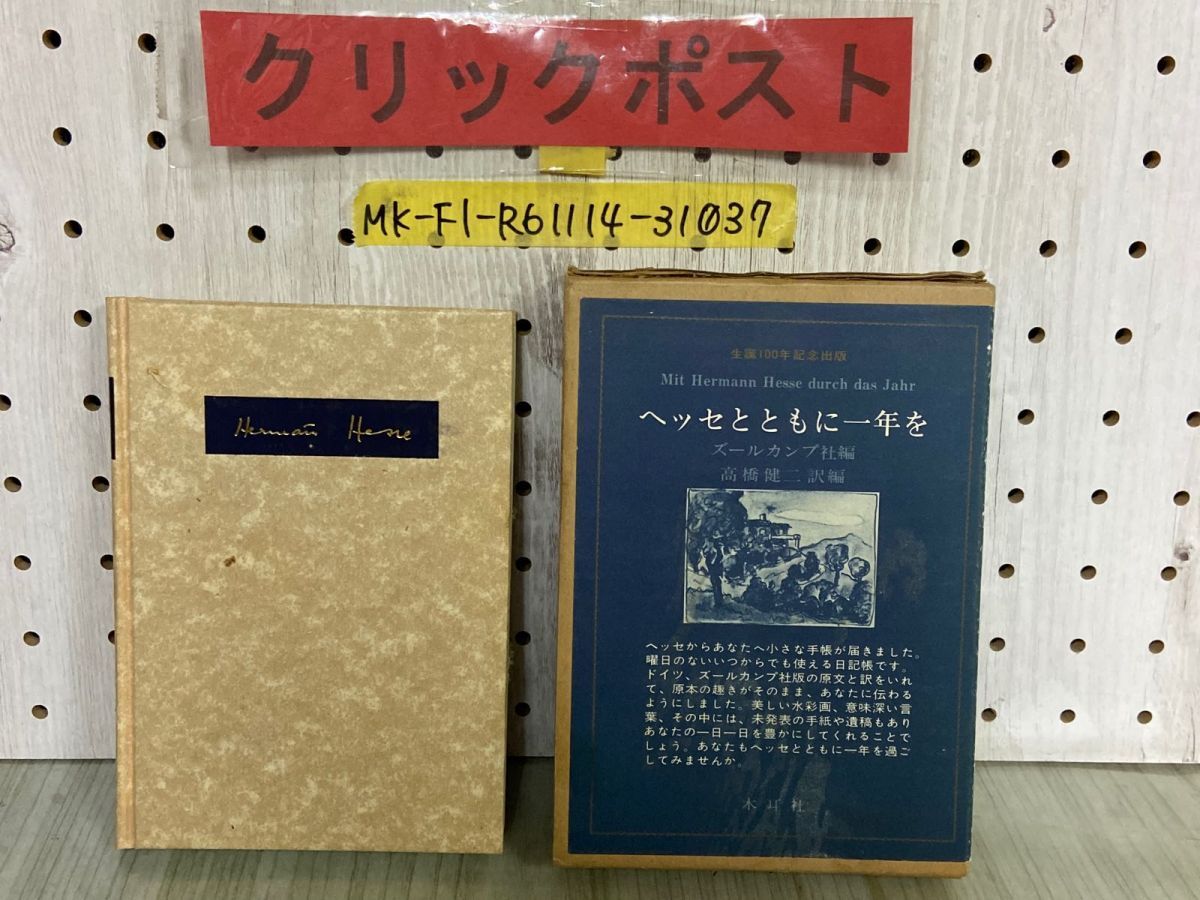 クリックポスト
MK-F1-R61114-31037
Hermann Hesse
生誕100年記念出版
Mit Hermann Hesse durch das Jahr
ヘッセとともに一年を
ズールカンプ社編
高橋健二訳編
ヘッセからあなたへ小さな手帳が届きました。
曜日のないいつからでも使える日記帳です。
ドイツ、ズールカンプ社版の原文と訳をいれ
て、原本の趣きがそのまま、あなたに伝わる
ようにしました。美しい水彩画、意味深い言
葉、その中には、未発表の手紙や遺稿もあり
あなたの一日一日を豊かにしてくれることで
しょう。あなたもヘッセとともに一年を過ご
してみませんか。
木耳社